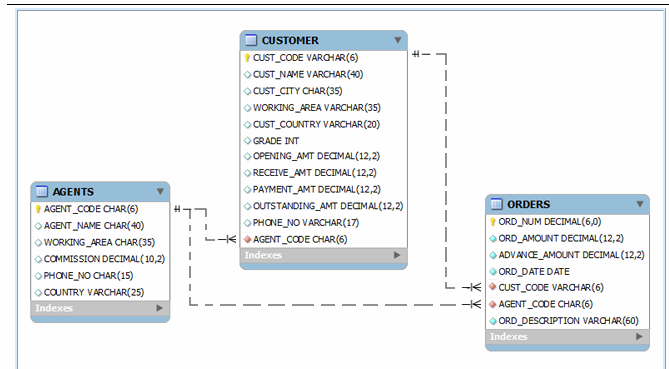 CUSTOMER
CUST_CODE VARCHAR(6)
CUST_NAME VARCHAR(40)
CUST_CITY CHAR(35)
WORKING_AREA VARCHAR(35)
CUST_COUNTRY VARCHAR(20)
GRADE INT
OPENING_AMT DECIMAL(12,2)
RECEIVE_AMT DECIMAL(12,2)
PAYMENT_AMT DECIMAL(12,2)
OUTSTANDING_AMT DECIMAL(12,2)
PHONE_NO VARCHAR(17)
AGENT_CODE CHAR(6)
Indexes
AGENTS
AGENT_CODE CHAR(6)
AGENT_NAME CHAR(40)
WORKING_AREA CHAR(35)
COMMISSION DECIMAL(10,2)
PHONE_NO CHAR(15)
COUNTRY VARCHAR(25)
Indexes
ORDERS
ORD_NUM DECIMAL(6,0)
ORD_AMOUNT DECIMAL(12,2)
ADVANCE_AMOUNT DECIMAL(12,2)
ORD_DATE DATE
CUST_CODE VARCHAR(6)
AGENT_CODE CHAR(6)
ORD_DESCRIPTION VARCHAR(60)
Indexes